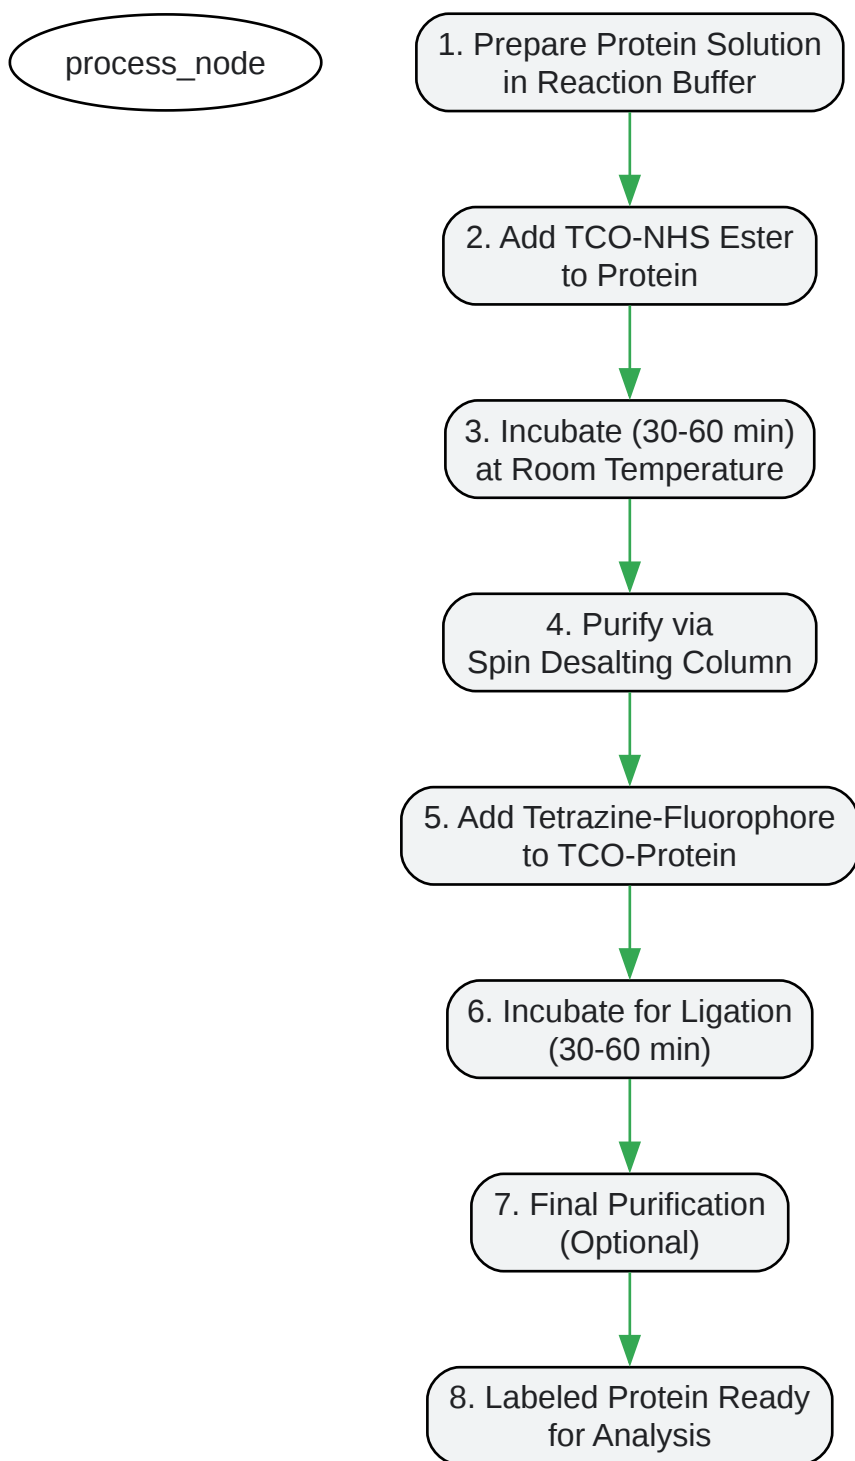 process_node
1. Prepare Protein Solution
in Reaction Buffer
2. Add TCO-NHS Ester
to Protein
3. Incubate (30-60 min)
at Room Temperature
4. Purify via
Spin Desalting Column
5. Add Tetrazine-Fluorophore
to TCO-Protein
6. Incubate for Ligation
(30-60 min)
7. Final Purification
(Optional)
8. Labeled Protein Ready
for Analysis